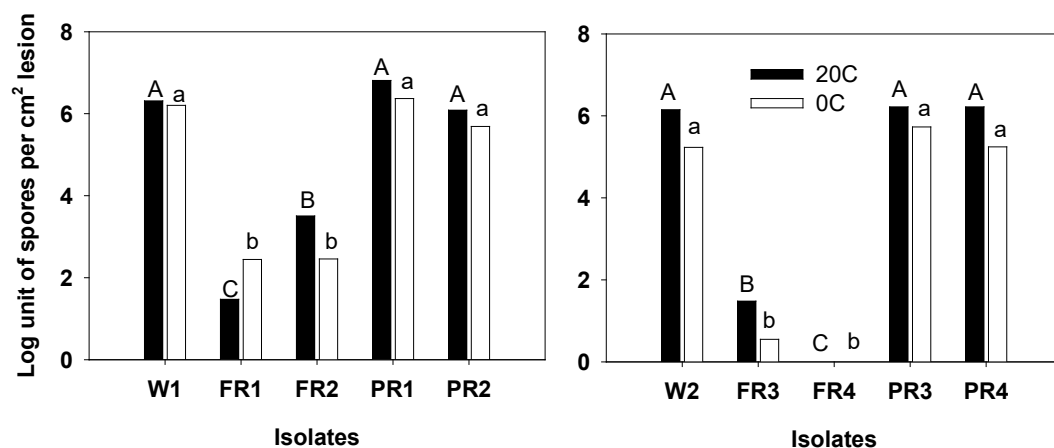 Log unit of spores per cm2 lesion
8
6
4
2
0
A
a
C
b
B
b
A
a
A
a
W1
FR1
FR2
PR1
PR2
Isolates
8
6
4
2
0
20C
0C
A
a
B
b
C
b
A
a
A
a
W2
FR3
FR4
PR3
PR4
Isolates